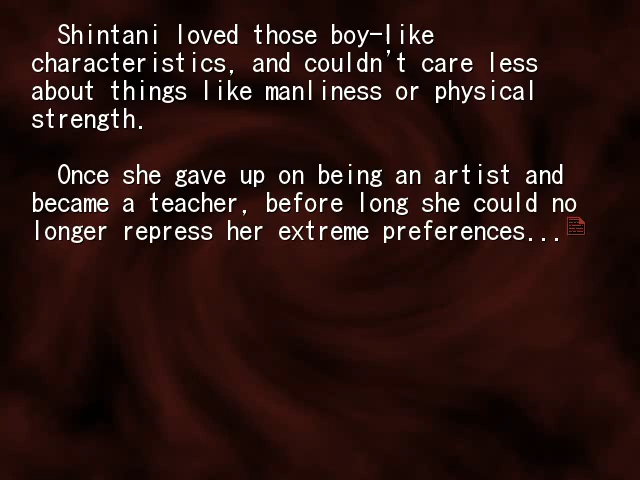 Shintani loved those boy-like
characteristics, and couldn't care less
about things like manliness or physical
strength.
Once she gave up on being an artist and
became a teacher, before long she could no
longer repress her extreme preferences...